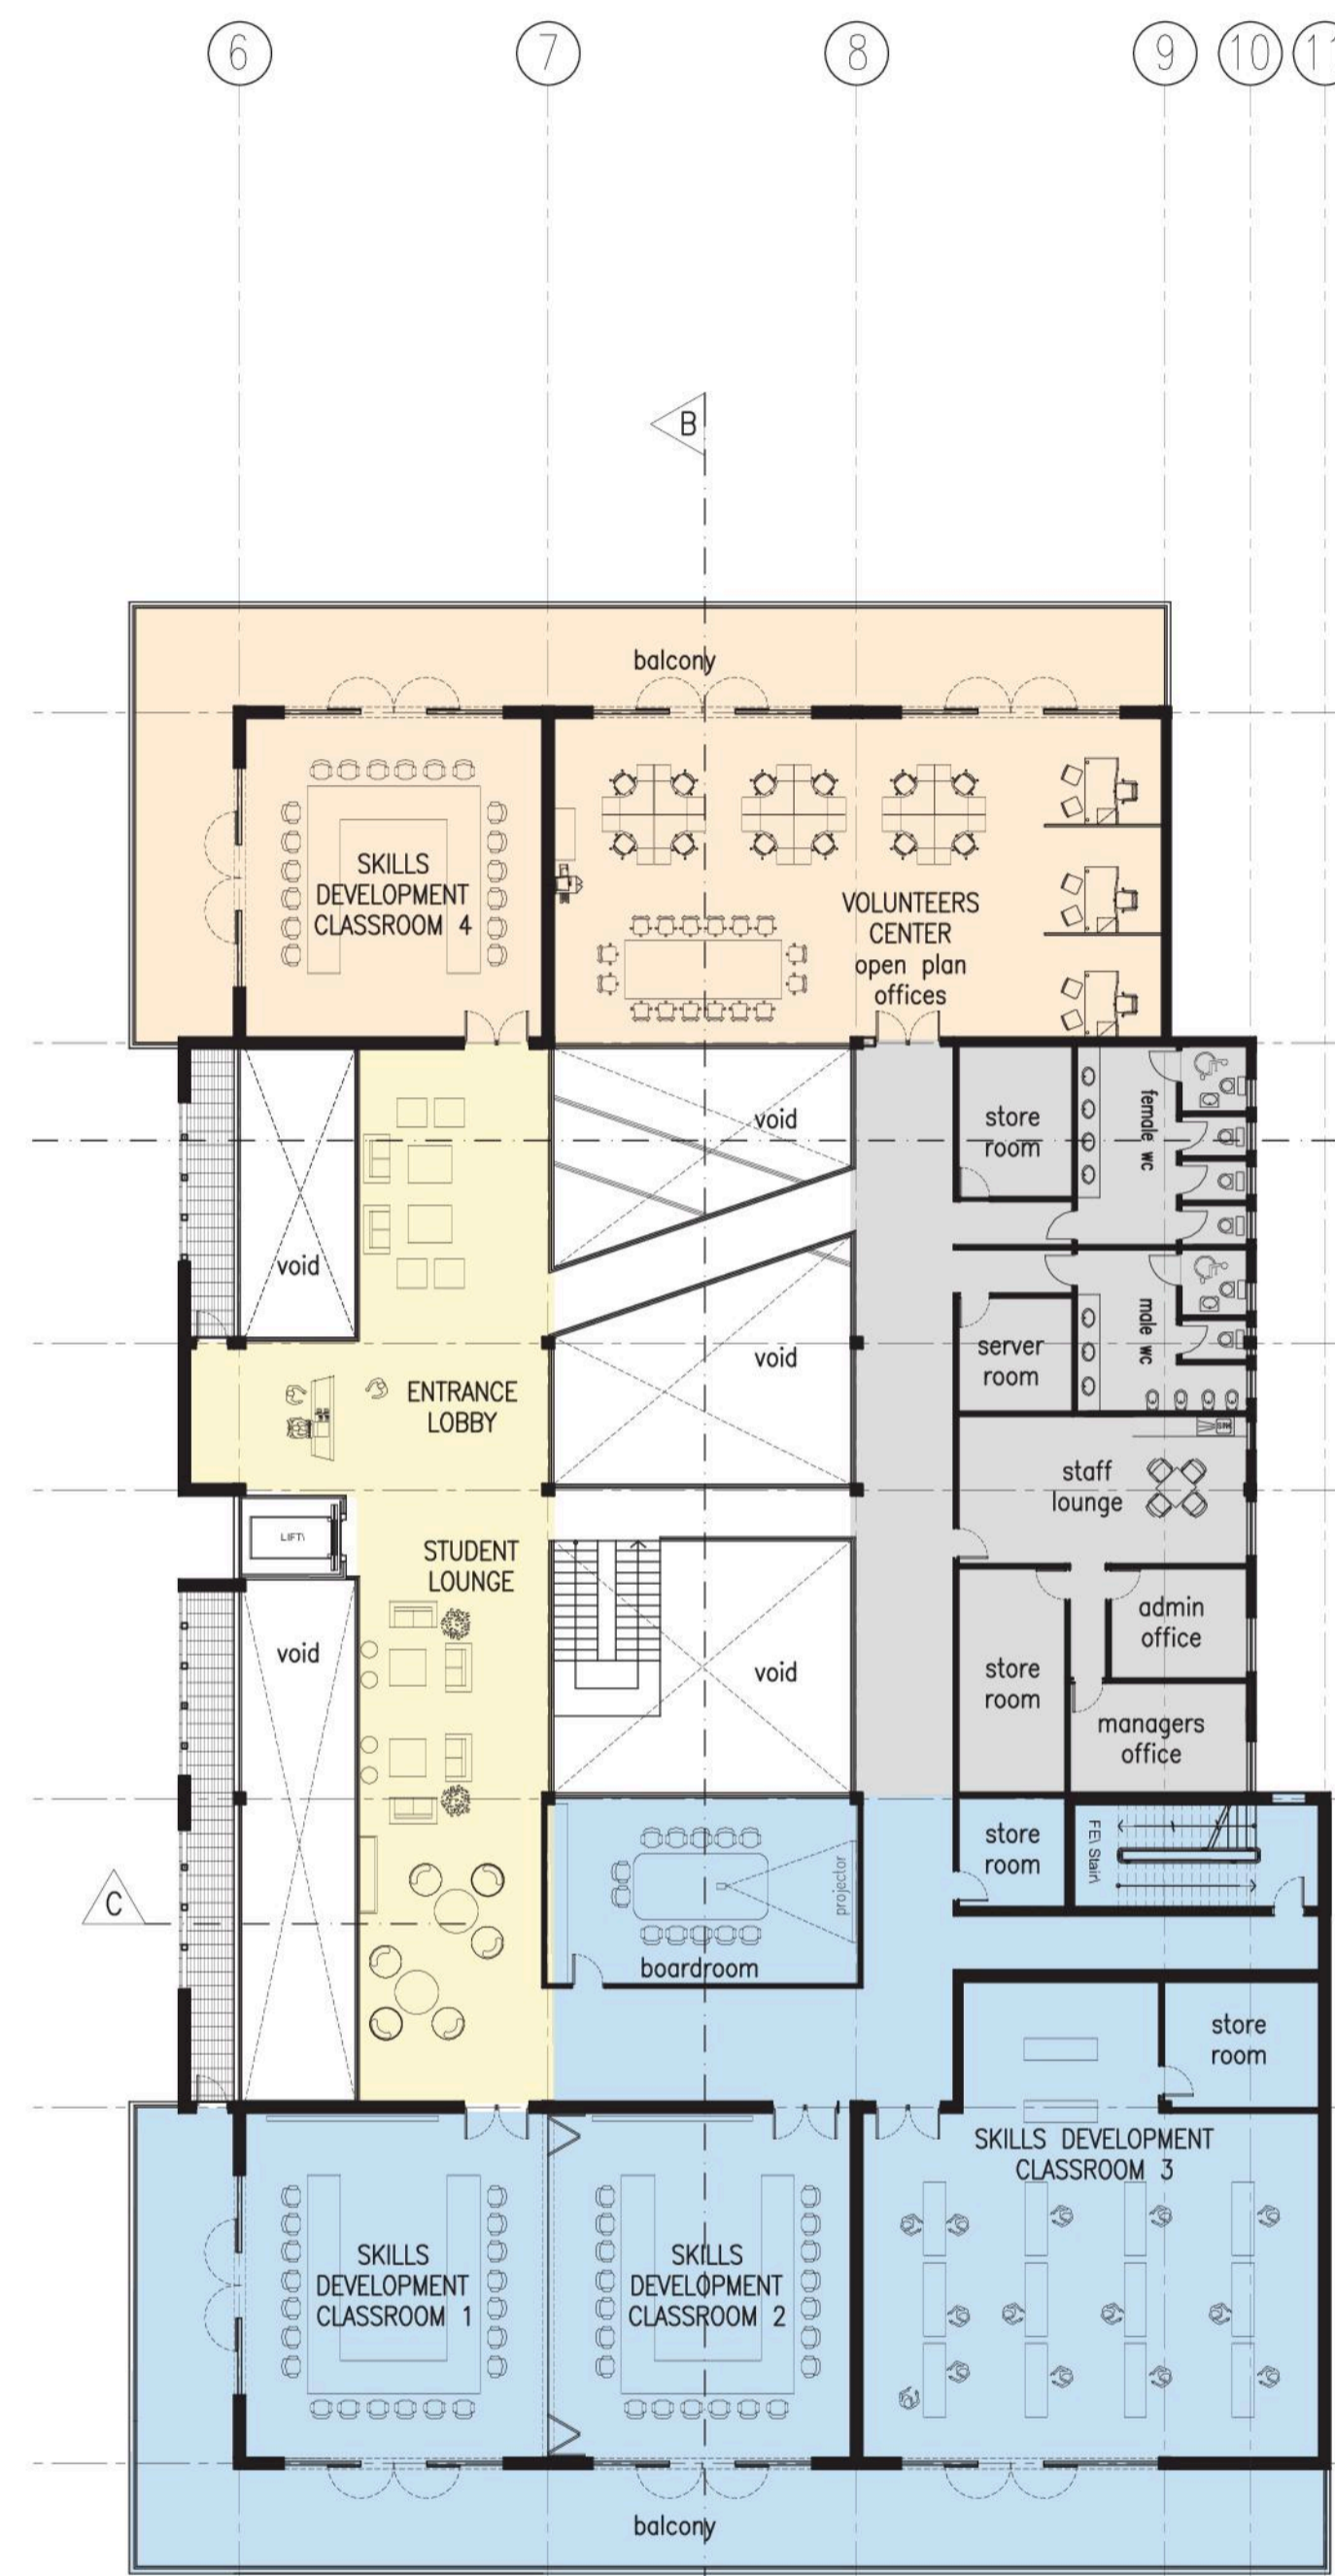 6
7
8
9
10
11
B
balcony
SKILLS
DEVELOPMENT
CLASSROOM 4
VOLUNTEERS
CENTER
open plan
offices
void
store
room
female wc
void
void
server
room
male wc
ENTRANCE
LOBBY
staff
lounge
LIFT\
STUDENT
LOUNGE
void
void
store
room
admin
office
managers
office
store
room
FE\ Stair\
projector
boardroom
C
store
room
SKILLS DEVELOPMENT
CLASSROOM 3
SKILLS
DEVELOPMENT
CLASSROOM 1
SKILLS
DEVELOPMENT
CLASSROOM 2
balcony